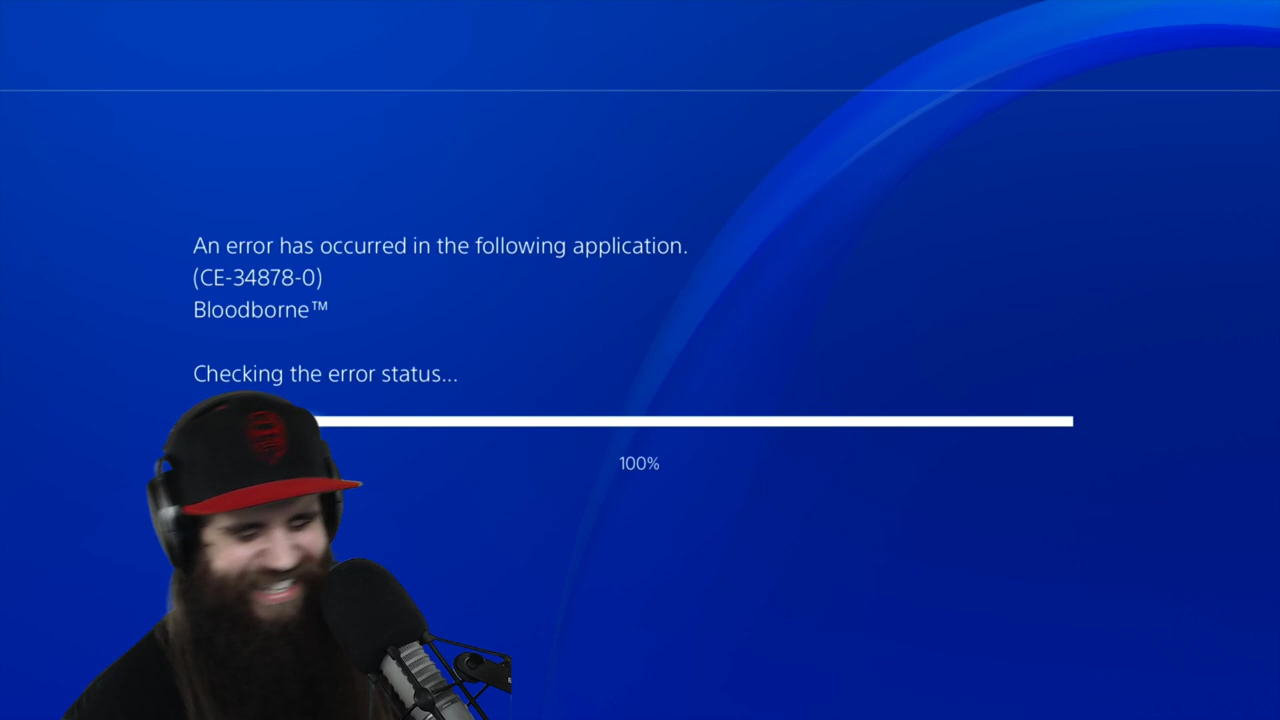 An error has occurred in the following application.
(CE-34878-0)
Bloodborne™
Checking the error status...
100%